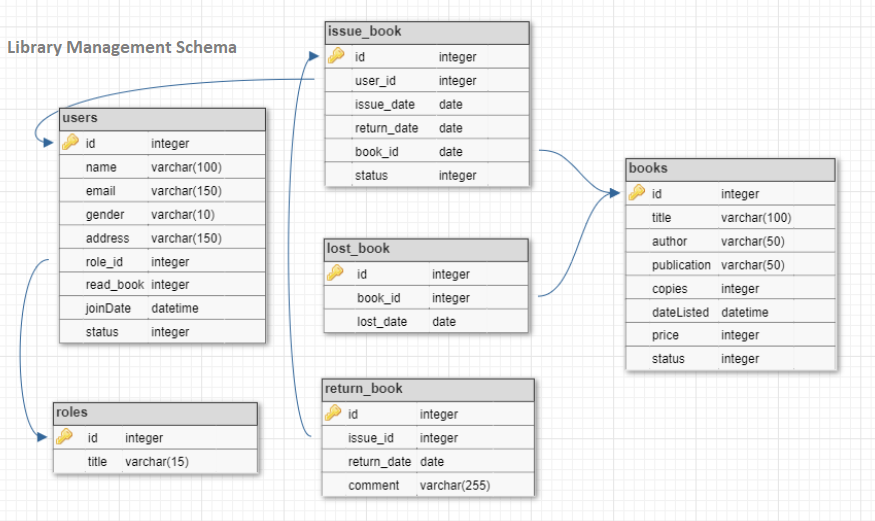 Library Management Schema
issue_book
id integer
user_id integer
issue_date date
return_date date
book_id date
status integer
users
id integer
name varchar(100)
email varchar(150)
gender varchar(10)
address varchar(150)
role_id integer
read_book integer
joinDate datetime
status integer
books
id integer
title varchar(100)
author varchar(50)
publication varchar(50)
copies integer
dateListed datetime
price integer
status integer
lost_book
id integer
book_id integer
lost_date date
return_book
id integer
issue_id integer
return_date date
comment varchar(255)
roles
id integer
title varchar(15)